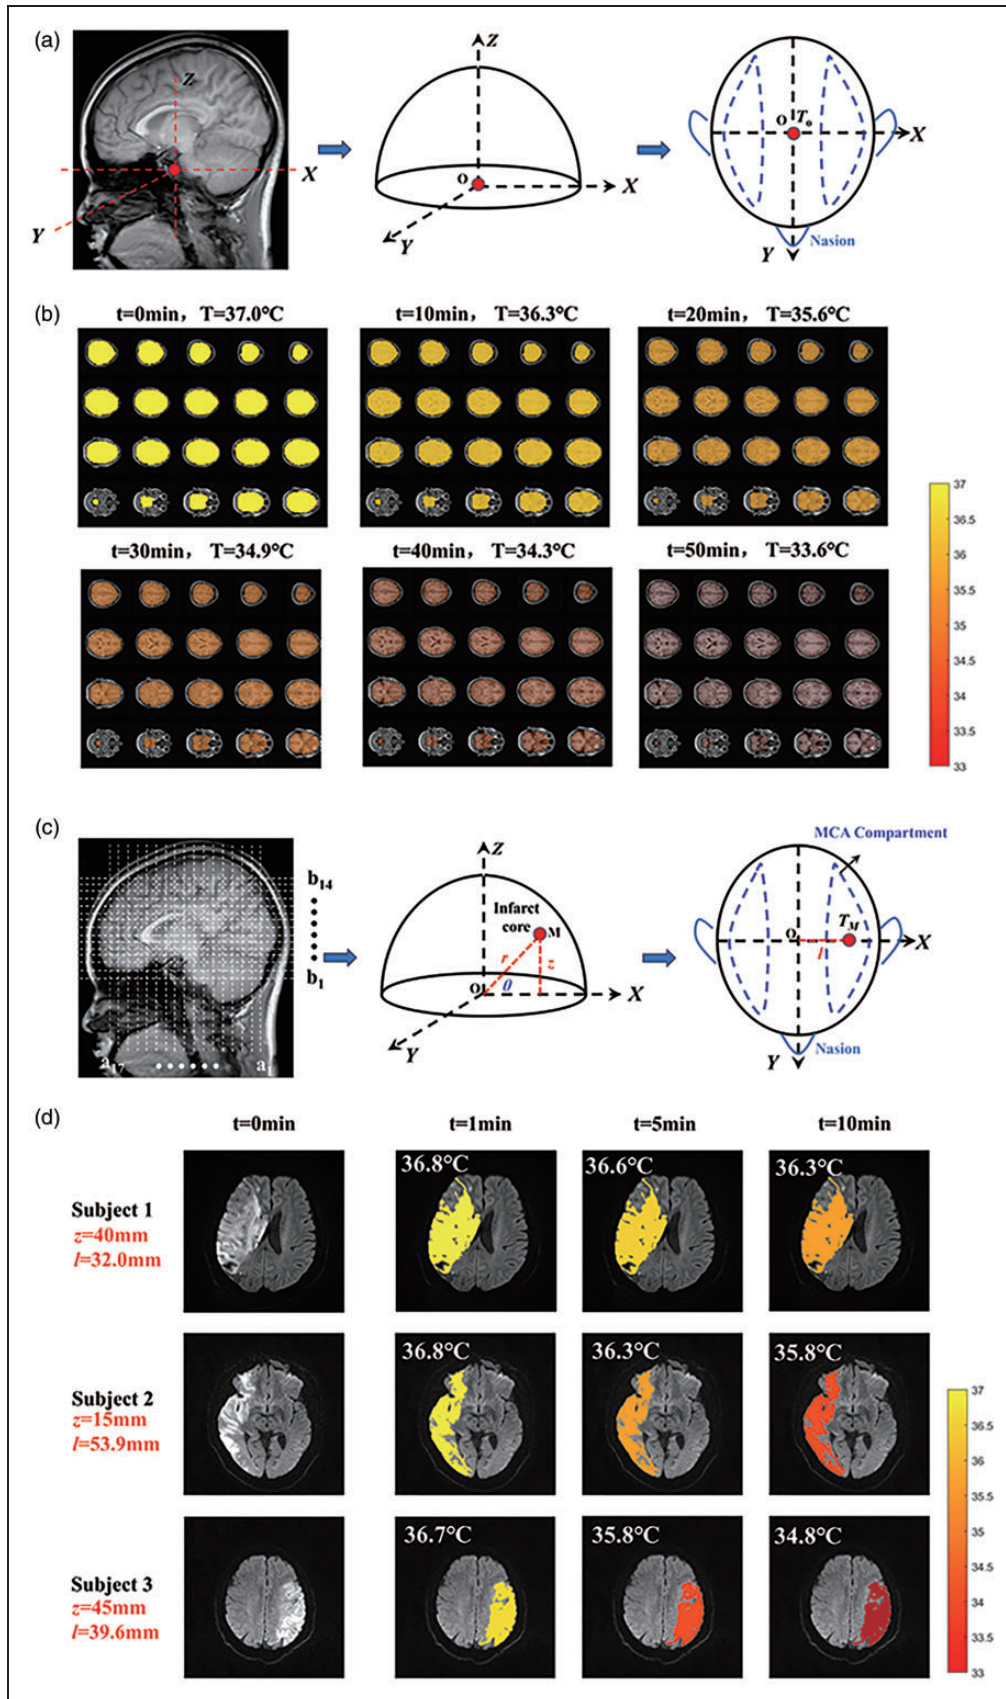 (a)
Z
X
Y
Z
O
X
Y
O
T₀
X
Nasion
Y
(b)
t=0min, T=37.0°C
t=10min, T=36.3°C
t=20min, T=35.6°C
t=30min, T=34.9°C
t=40min, T=34.3°C
t=50min, T=33.6°C
37
36.5
36
35.5
35
34.5
34
33.5
33
(c)
b₁₄
b₁
a₁₇
a₁
Z
Infarct
core
M
r
z
O
θ
X
Y
MCA Compartment
T_M
O
l
X
Nasion
Y
(d)
t=0min
t=1min
t=5min
t=10min
Subject 1
z=40mm
l=32.0mm
36.8°C
36.6°C
36.3°C
Subject 2
z=15mm
l=53.9mm
36.8°C
36.3°C
35.8°C
Subject 3
z=45mm
l=39.6mm
36.7°C
35.8°C
34.8°C
37
36.5
36
35.5
35
34.5
34
33.5
33